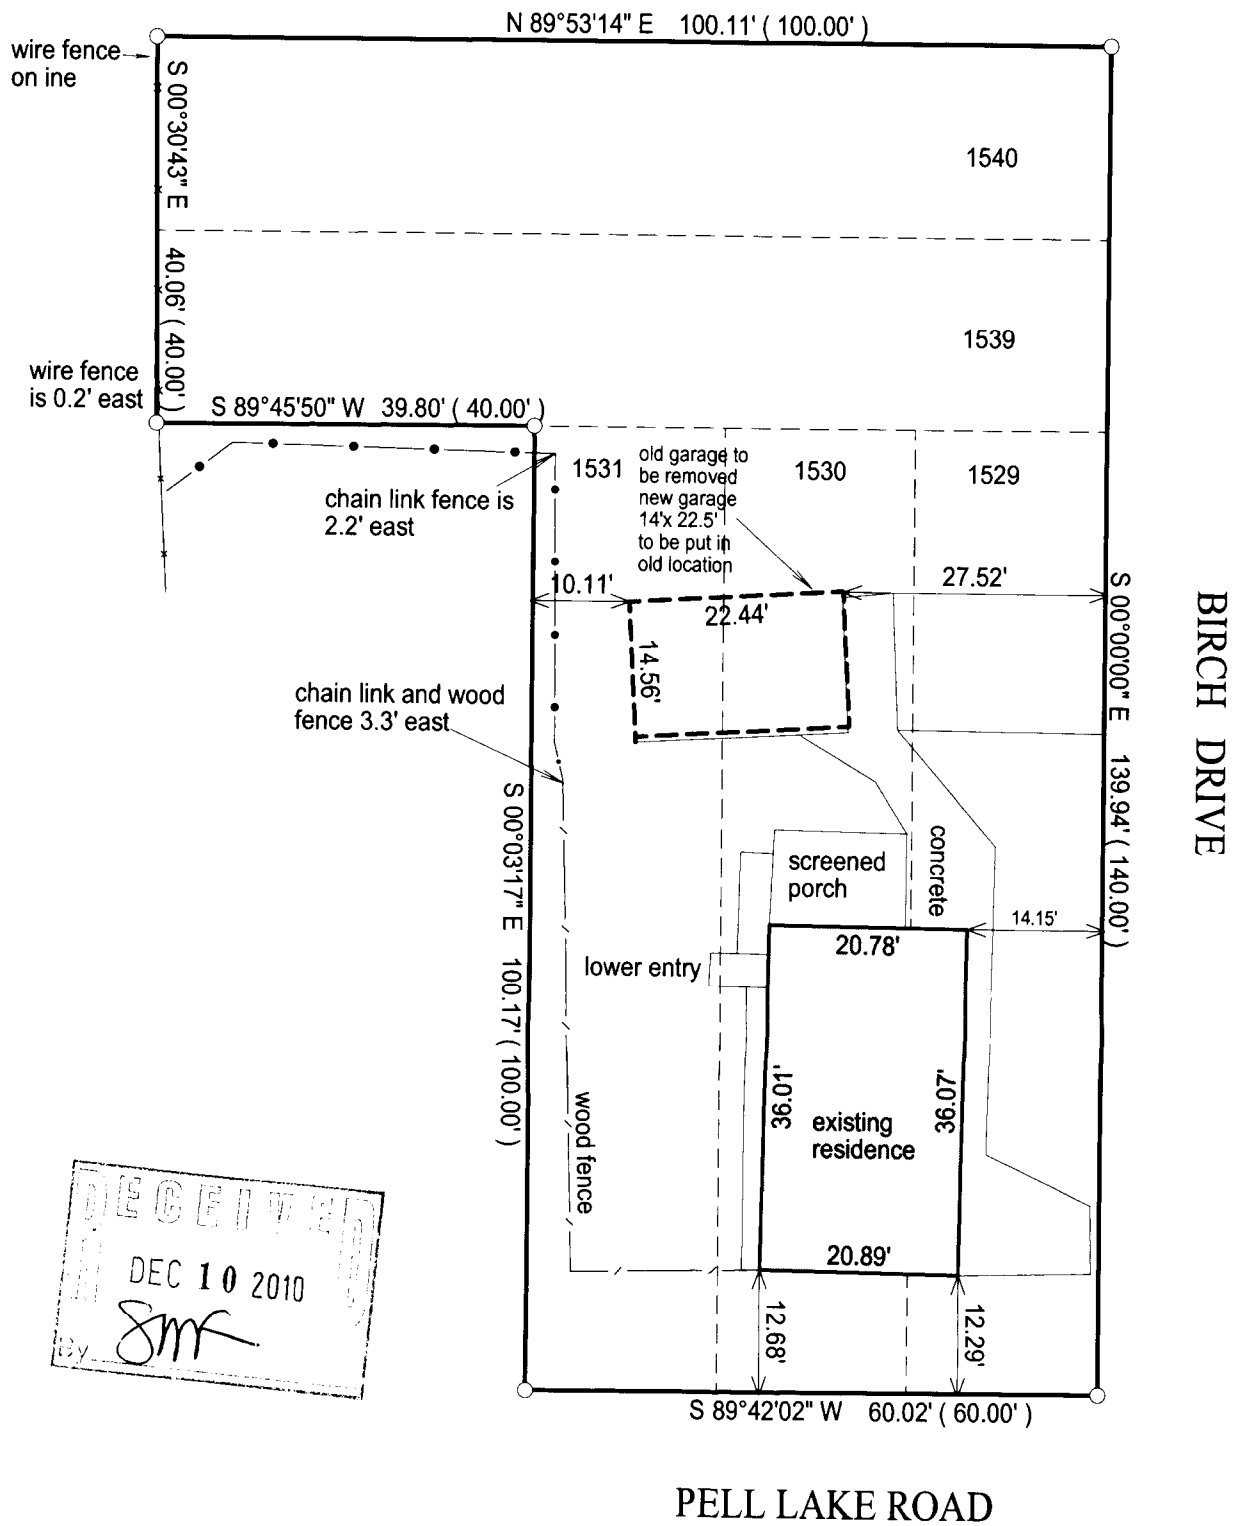 N 89°53'14" E 100.11' ( 100.00' )
wire fence
on ine
S 00°30'43" E 40.06' ( 40.00' )
1540
1539
wire fence
is 0.2' east
S 89°45'50" W 39.80' ( 40.00' )
1531
1530
1529
old garage to
be removed
new garage
14'x 22.5'
to be put in
old location
chain link fence is
2.2' east
10.11'
27.52'
22.44'
14.56'
S 00°00'00" E 139.94' ( 140.00' )
BIRCH DRIVE
chain link and wood
fence 3.3' east
S 00°03'17" E 100.17' ( 100.00' )
screened
porch
concrete
14.15'
20.78'
lower entry
36.01'
36.07'
existing
residence
wood fence
20.89'
12.68'
12.29'
RECEIVED
DEC 10 2010
By
S 89°42'02" W 60.02' ( 60.00' )
PELL LAKE ROAD